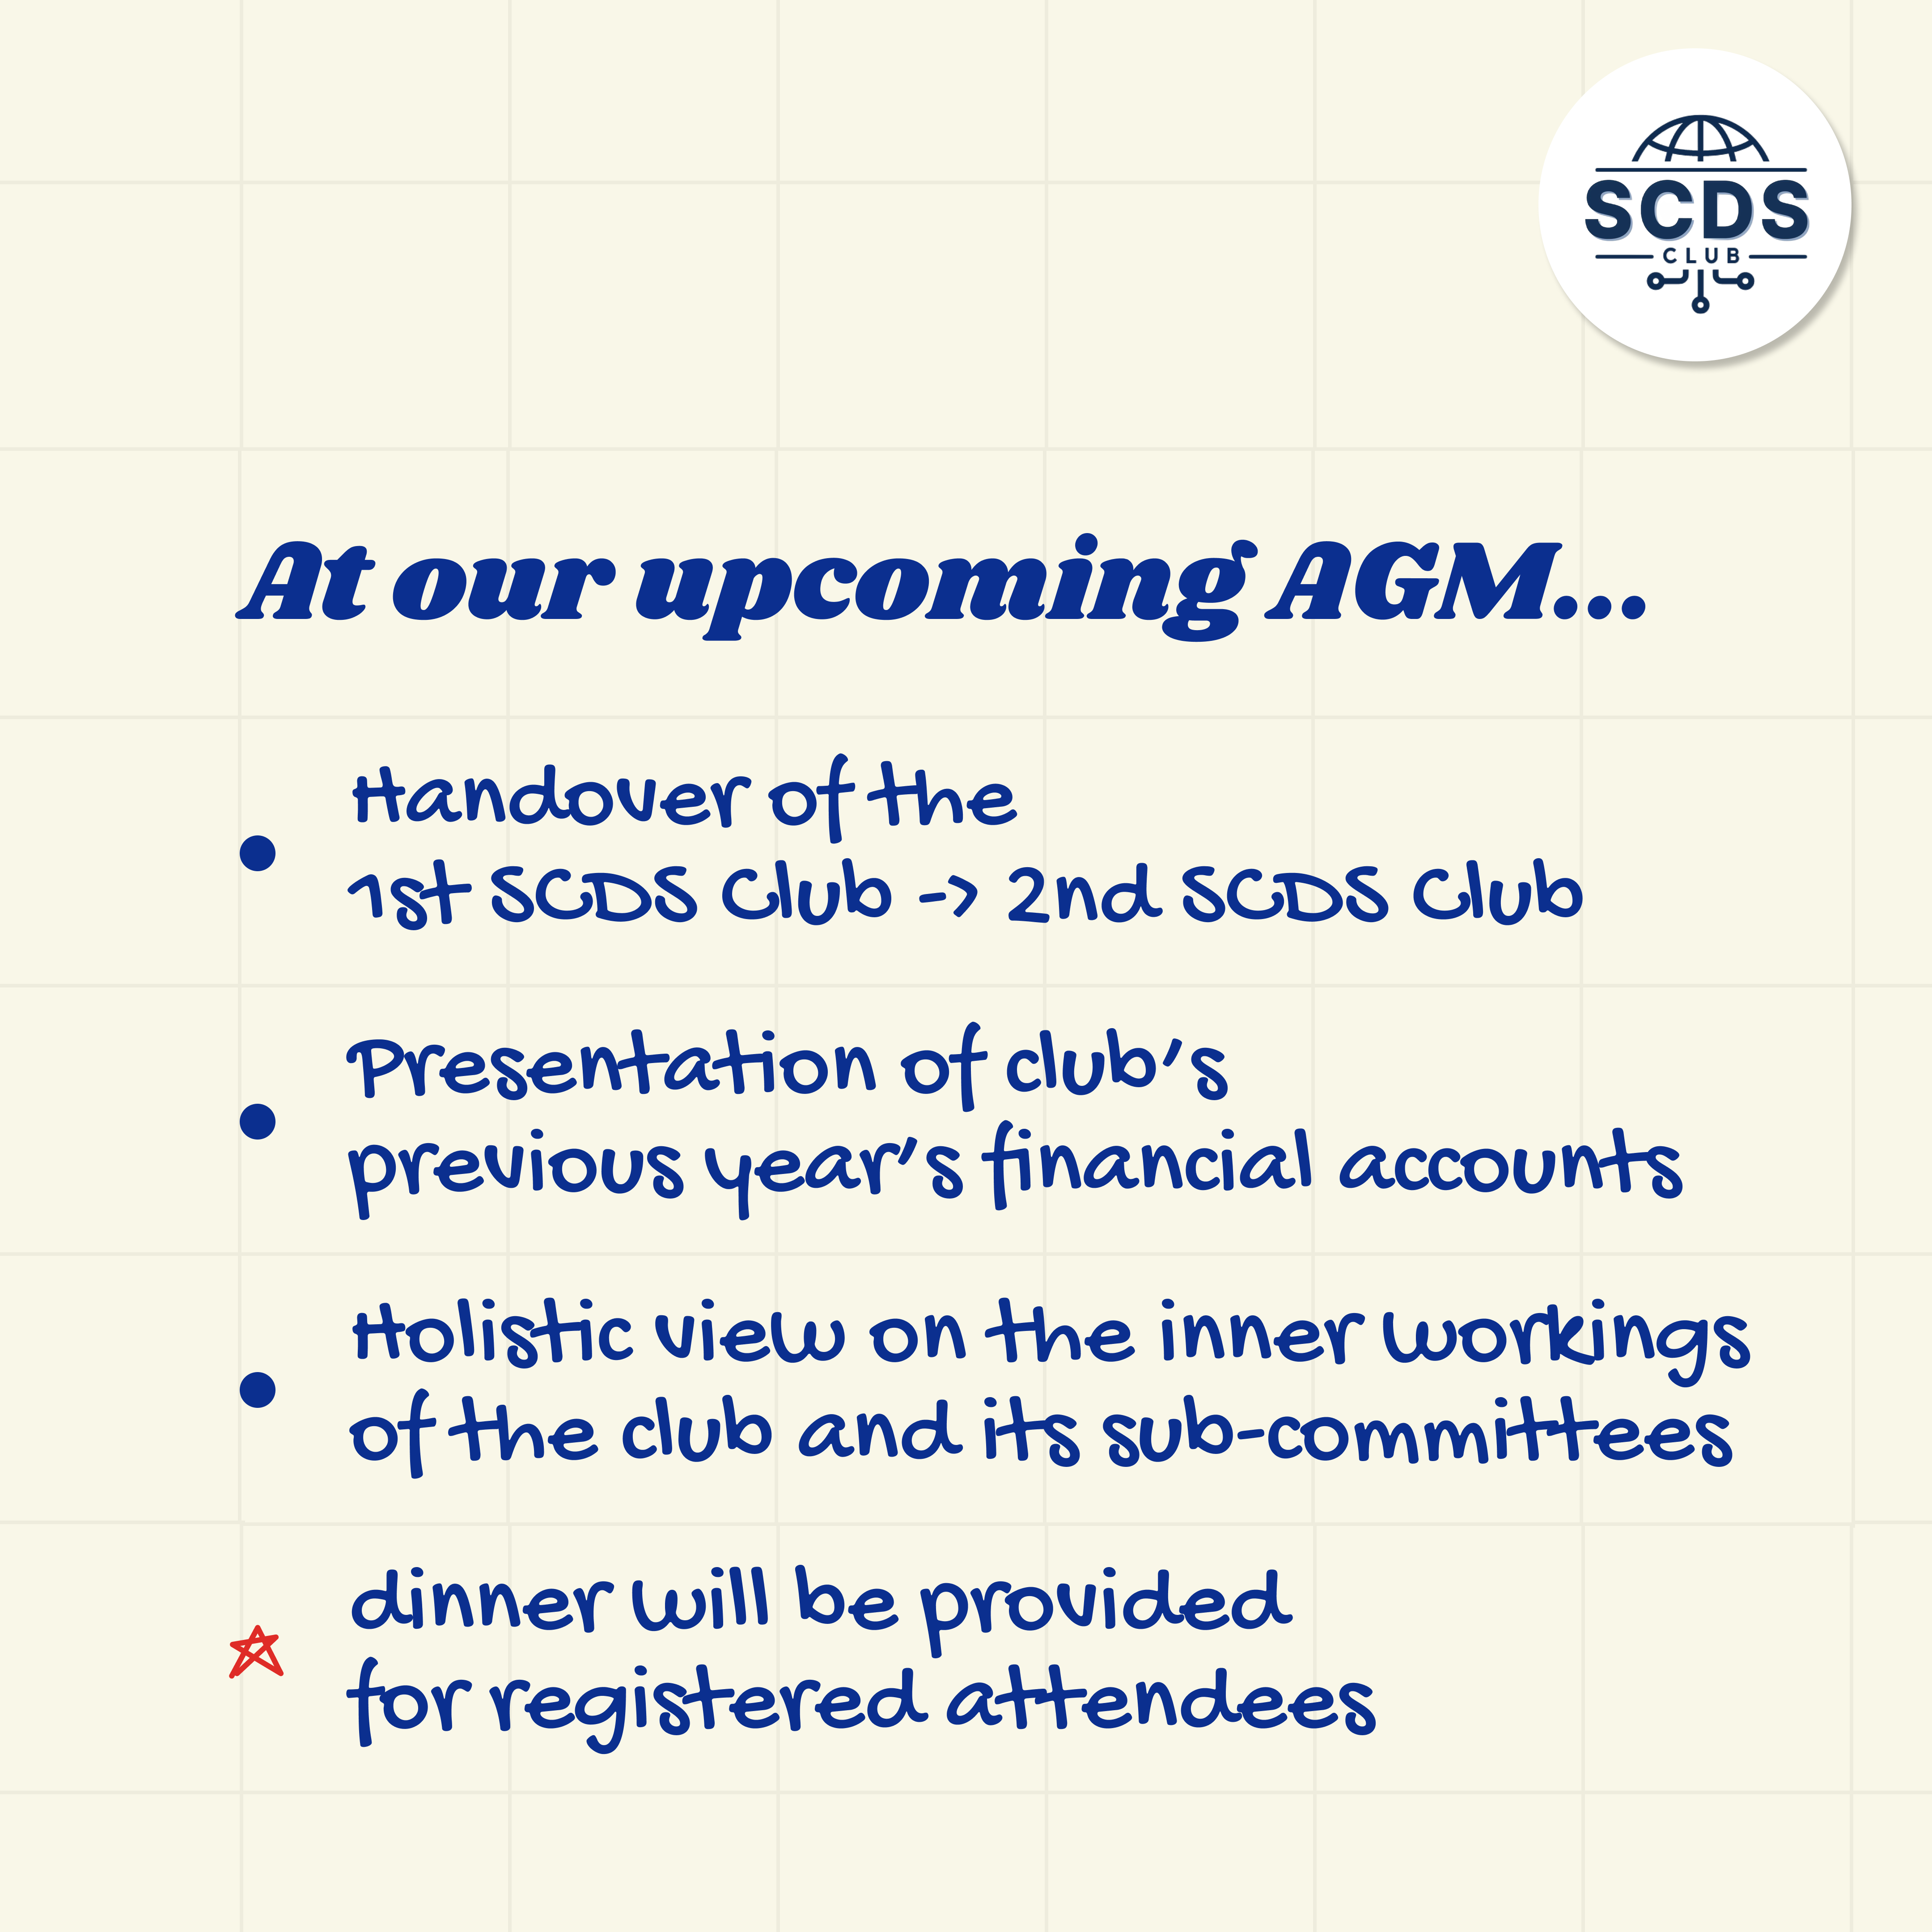 SCDS
CLUB
At our upcoming AGM...
• Handover of the
1st SCDS Club -> 2nd SCDS Club
• Presentation of club's
previous year's financial accounts
• Holistic view on the inner workings
of the club and its sub-committees
dinner will be provided
for registered attendees